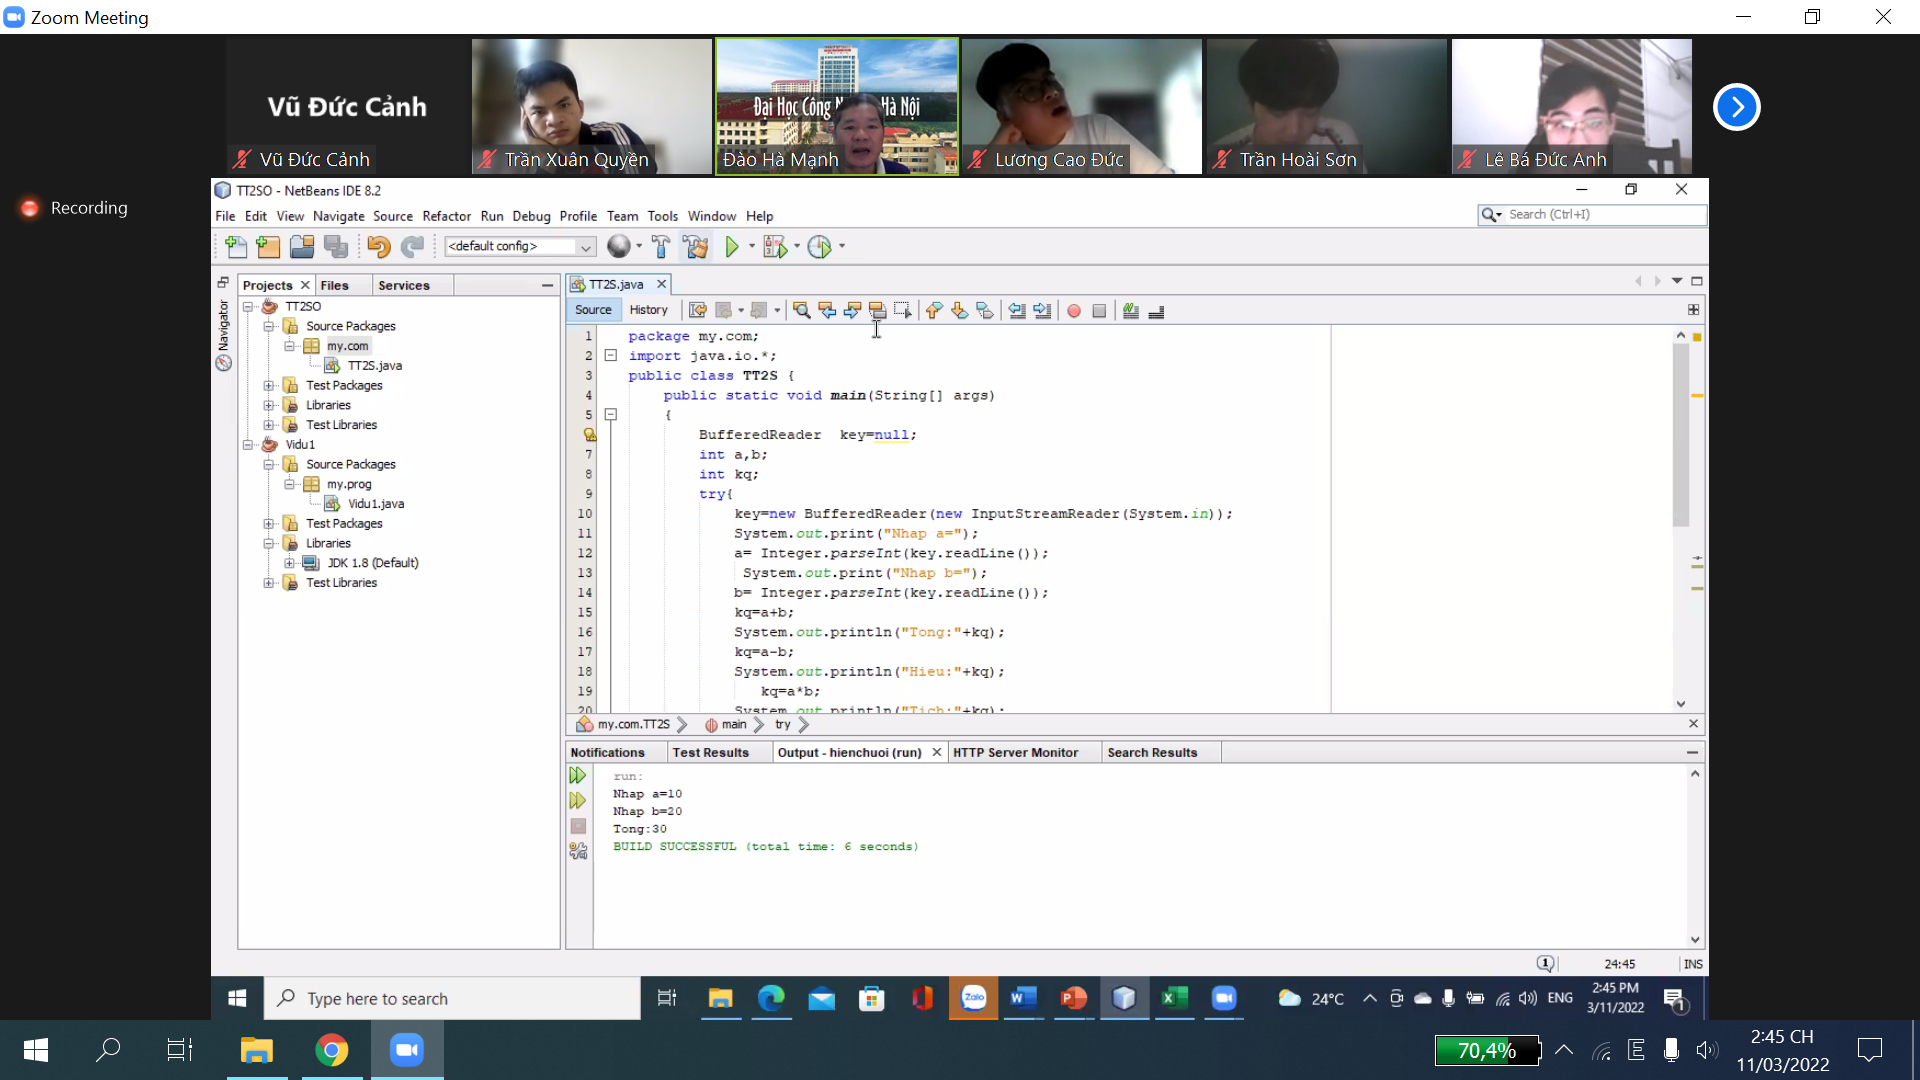 Zoom Meeting
Vũ Đức Cảnh
Đại Học Công N Hà Nội
Vũ Đức Cảnh
Trần Xuân Quyền
Đào Hà Mạnh
Lương Cao Đức
Trần Hoài Sơn
Lê Bá Đức Anh
Recording
TT2SO - NetBeans IDE 8.2
File Edit View Navigate Source Refactor Run Debug Profile Team Tools Window Help
Search (Ctrl+I)
<default config>
Projects
Files
Services
Navigator
TT2SO
Source Packages
my.com
TT2S.java
Test Packages
Libraries
Test Libraries
Vidu1
Source Packages
my.prog
Vidu1.java
Test Packages
Libraries
JDK 1.8 (Default)
Test Libraries
TT2S.java
Source History
1 package my.com;
2 import java.io.*;
3 public class TT2S {
4 public static void main(String[] args)
5 {
BufferedReader  key=null;
7 int a,b;
8 int kq;
9 try{
10 key=new BufferedReader(new InputStreamReader(System.in));
11 System.out.print("Nhap a=");
12 a= Integer.parseInt(key.readLine());
13 System.out.print("Nhap b=");
14 b= Integer.parseInt(key.readLine());
15 kq=a+b;
16 System.out.println("Tong:"+kq);
17 kq=a-b;
18 System.out.println("Hieu:"+kq);
19 kq=a*b;
20 System.out.println("Tich:"+kq);
my.com.TT2S main try
Notifications Test Results Output - hienchuoi (run) HTTP Server Monitor Search Results
run:
Nhap a=10
Nhap b=20
Tong:30
BUILD SUCCESSFUL (total time: 6 seconds)
1 24:45 INS
Type here to search
Zalo
24°C
ENG
2:45 PM
3/11/2022
1
70,4%
E
2:45 CH
11/03/2022